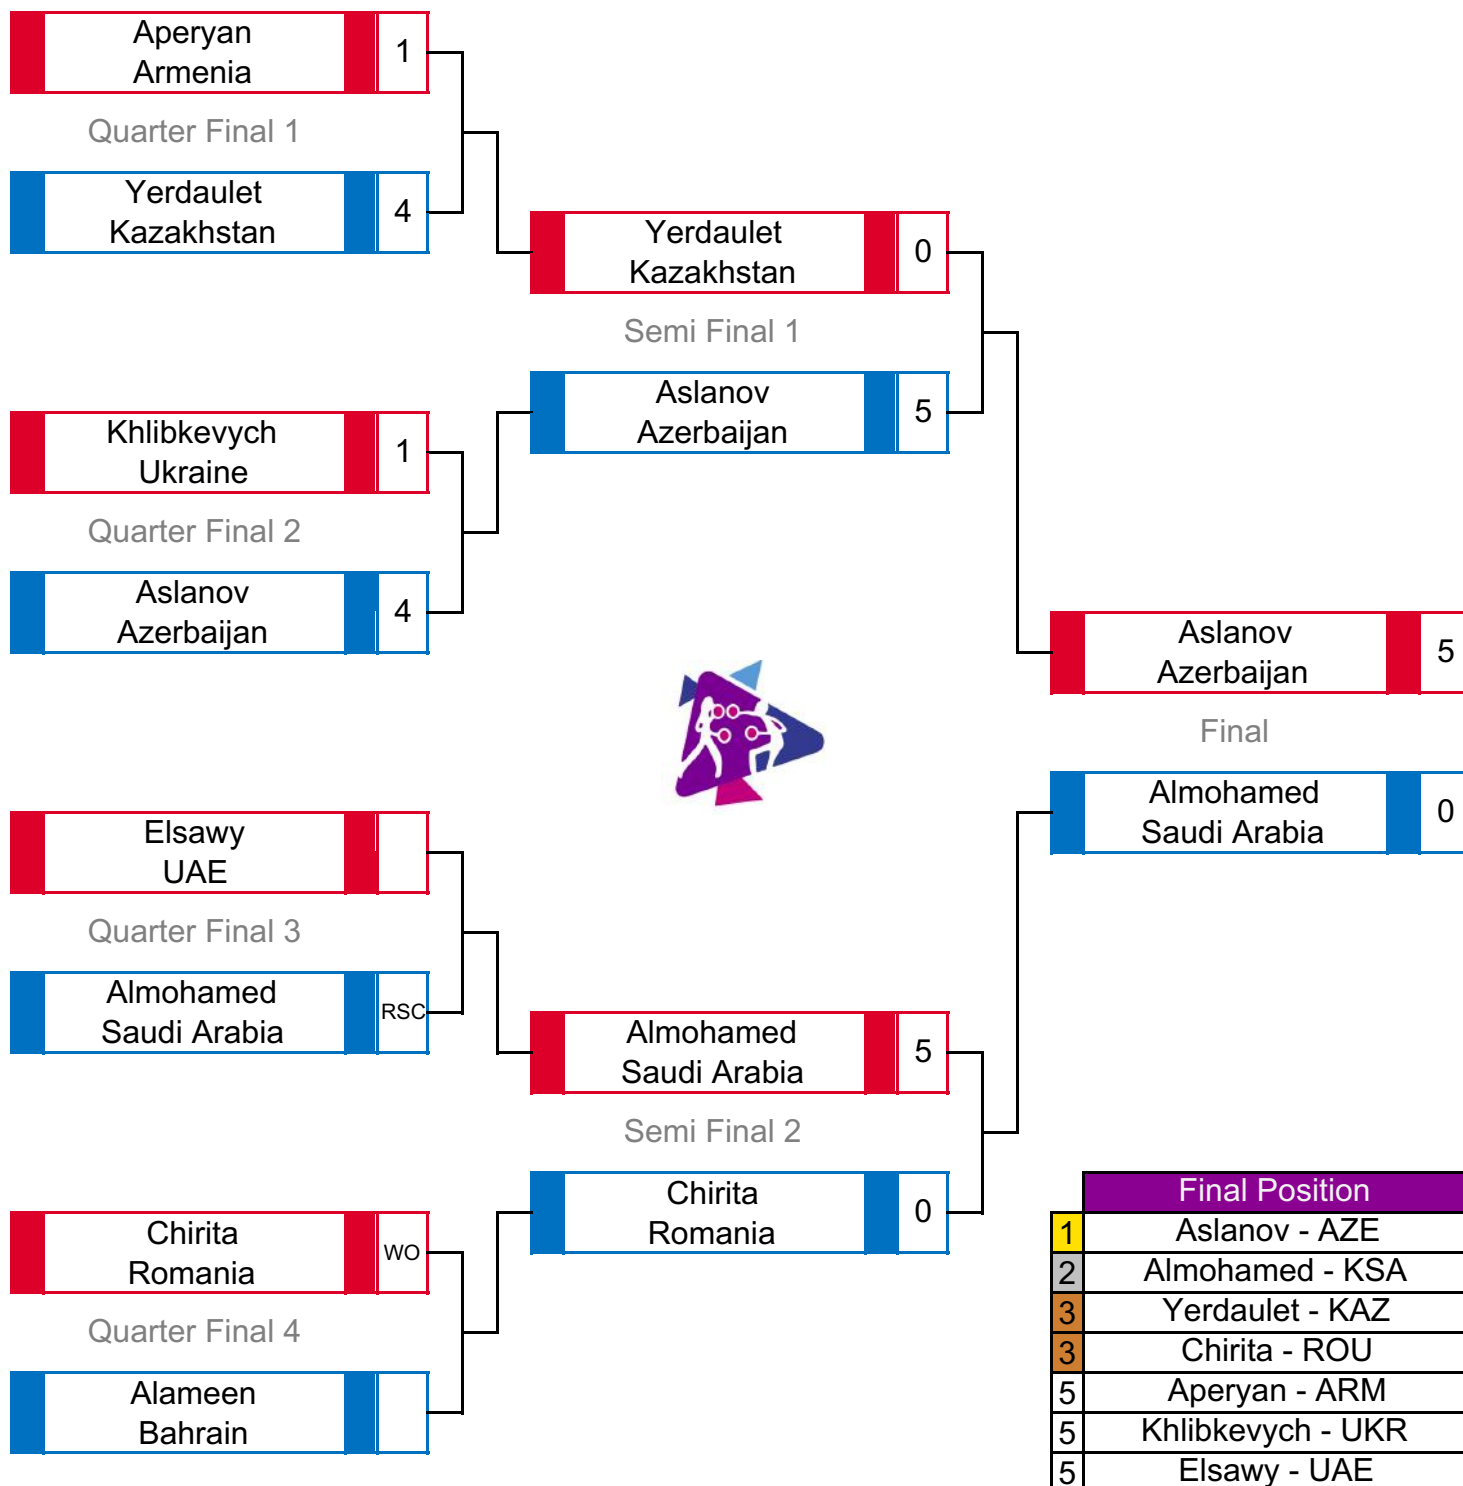 Aperyan
Armenia
1
Quarter Final 1
Yerdaulet
Kazakhstan
4
Yerdaulet
Kazakhstan
0
Semi Final 1
Aslanov
Azerbaijan
5
Khlibkevych
Ukraine
1
Quarter Final 2
Aslanov
Azerbaijan
4
Aslanov
Azerbaijan
5
Final
Almohamed
Saudi Arabia
0
Elsawy
UAE
Quarter Final 3
Almohamed
Saudi Arabia
RSC
Almohamed
Saudi Arabia
5
Semi Final 2
Chirita
Romania
0
Chirita
Romania
WO
Quarter Final 4
Alameen
Bahrain
Final Position
1 Aslanov - AZE
2 Almohamed - KSA
3 Yerdaulet - KAZ
3 Chirita - ROU
5 Aperyan - ARM
5 Khlibkevych - UKR
5 Elsawy - UAE